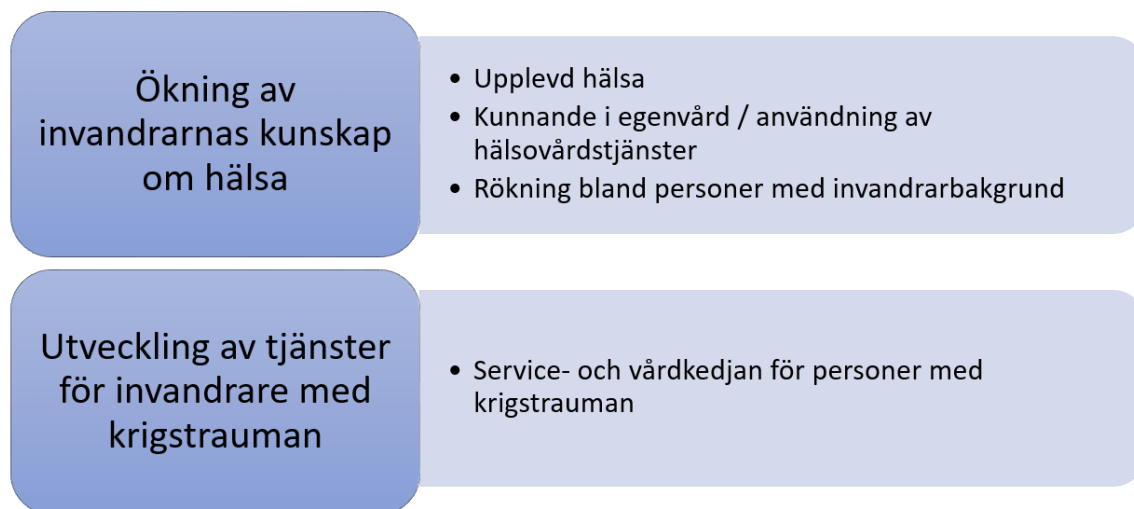 Ökning av
invandrarnas kunskap
om hälsa
• Upplevd hälsa
• Kunnande i egenvård / användning av
hälsovårdstjänster
• Rökning bland personer med invandrarbakgrund
Utveckling av tjänster
för invandrare med
krigstrauman
• Service- och vårdkedjan för personer med
krigstrauman